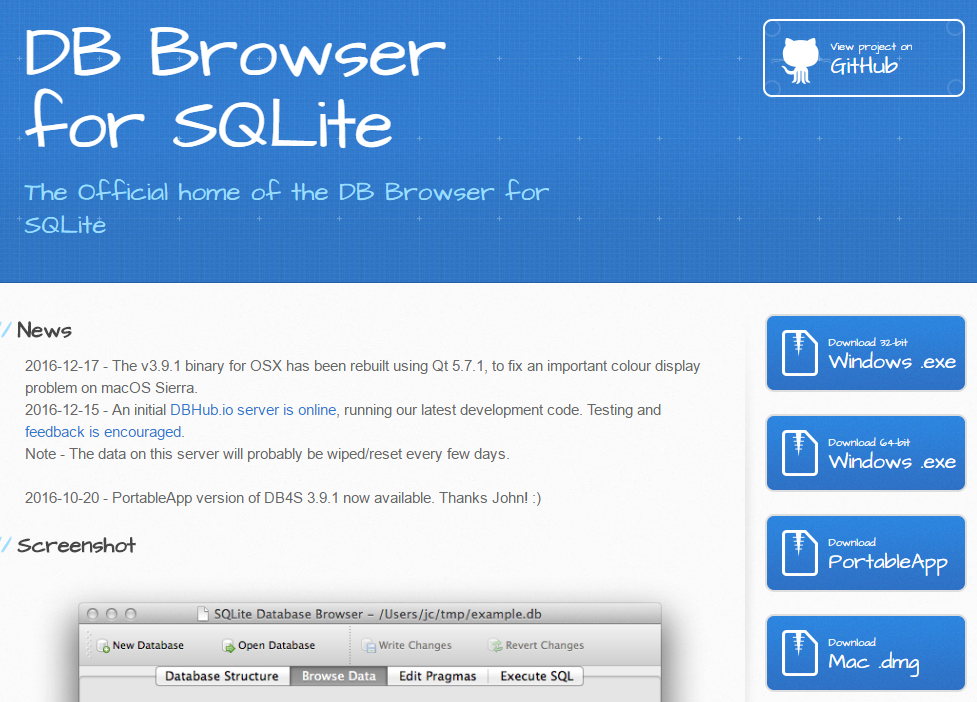 DB Browser
for SQLite
The Official home of the DB Browser for
SQLite
View project on
GitHub
// News
2016-12-17 - The v3.9.1 binary for OSX has been rebuilt using Qt 5.7.1, to fix an important colour display
problem on macOS Sierra.
2016-12-15 - An initial DBHub.io server is online, running our latest development code. Testing and
feedback is encouraged.
Note - The data on this server will probably be wiped/reset every few days.
2016-10-20 - PortableApp version of DB4S 3.9.1 now available. Thanks John! :)
// Screenshot
SQLite Database Browser – /Users/jc/tmp/example.db
New Database Open Database Write Changes Revert Changes
Database Structure Browse Data Edit Pragmas Execute SQL
Download 32-bit
Windows .exe
Download 64-bit
Windows .exe
Download
PortableApp
Download
Mac .dmg